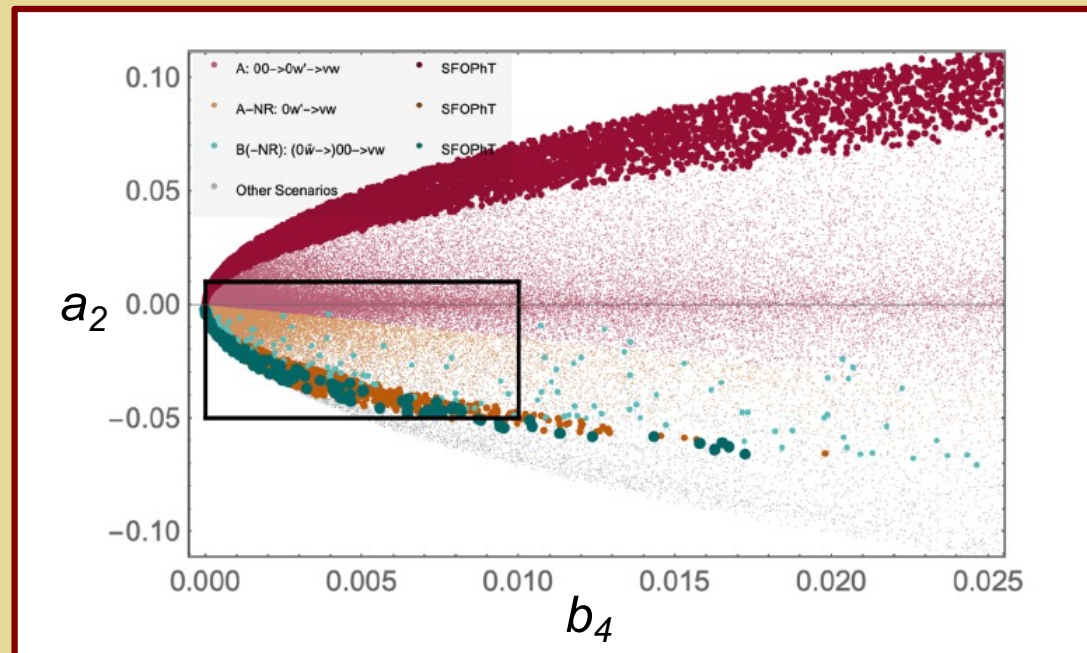 0.10
0.05
a2
0.00
−0.05
−0.10
A: 00->0w'->vw SFOPhT
A−NR: 0w'->vw SFOPhT
B(−NR): (0w̃->)00->vw SFOPhT
Other Scenarios
0.000 0.005 0.010 0.015 0.020 0.025
b4